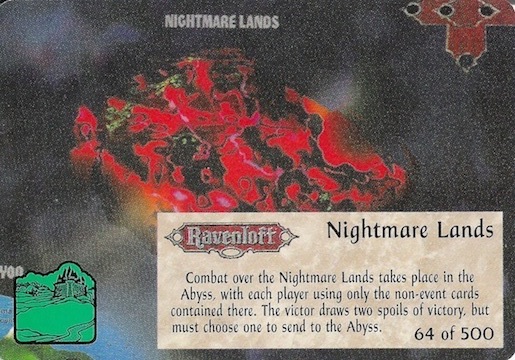 NIGHTMARE LANDS
Ravenloft
Nightmare Lands
Combat over the Nightmare Lands takes place in the
Abyss, with each player using only the non-event cards
contained there. The victor draws two spoils of victory, but
must choose one to send to the Abyss.
64 of 500